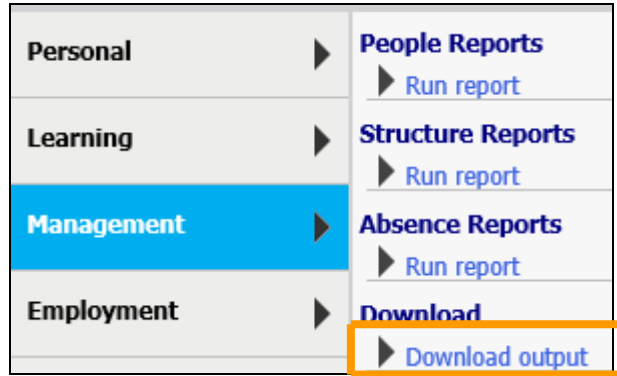 Personal
Learning
Management
Employment
People Reports
Run report
Structure Reports
Run report
Absence Reports
Run report
Download
Download output